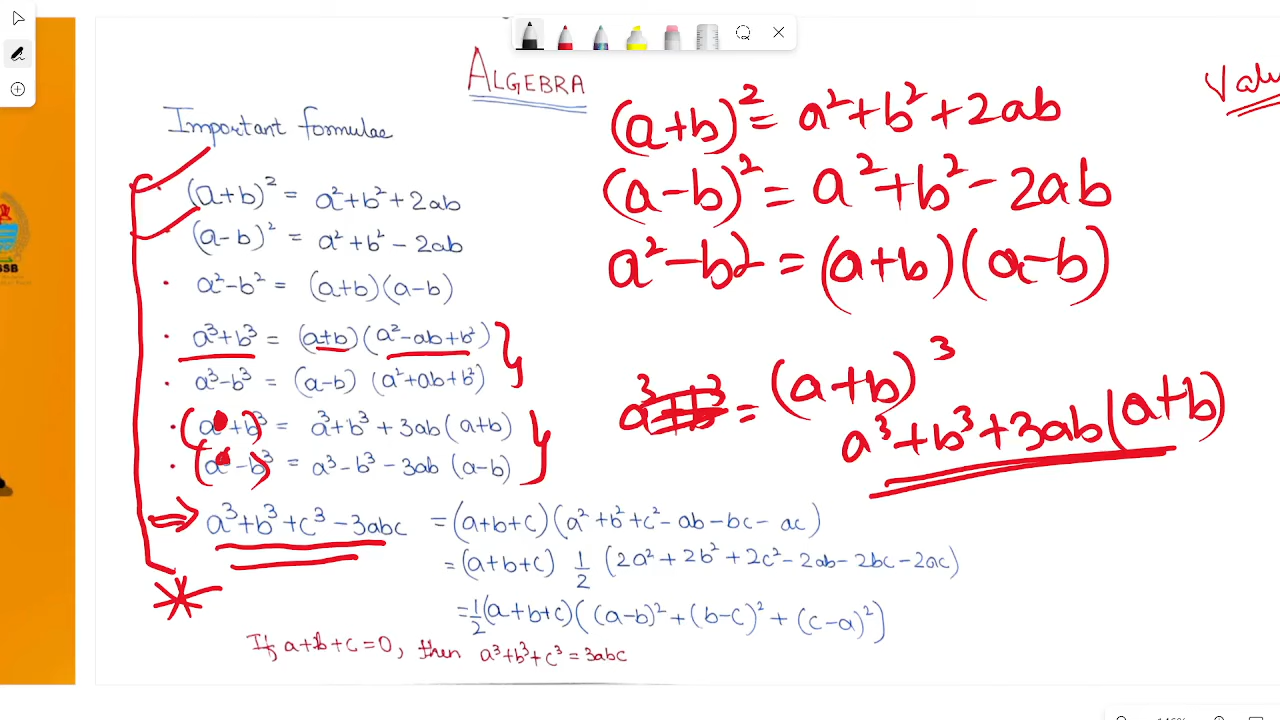 ALGEBRA
Important formulae
(a+b)² = a²+b²+2ab
(a-b)² = a²+b²-2ab
• a²-b² = (a+b)(a-b)
• a³+b³ = (a+b)(a²-ab+b²)
• a³-b³ = (a-b)(a²+ab+b²)
• (a+b)³ = a³+b³+3ab(a+b)
• (a-b)³ = a³-b³-3ab(a-b)
⇒ a³+b³+c³-3abc = (a+b+c)(a²+b²+c²-ab-bc-ac)
= (a+b+c) 1/2 (2a²+2b²+2c²-2ab-2bc-2ac)
= 1/2(a+b+c)((a-b)²+(b-c)²+(c-a)²)
If a+b+c=0, then a³+b³+c³=3abc
(a+b)² = a²+b²+2ab
(a-b)² = a²+b²-2ab
a²-b2 = (a+b)(a-b)
a³+b³ = (a+b)³
a³+b³+3ab(a+b)
SSB